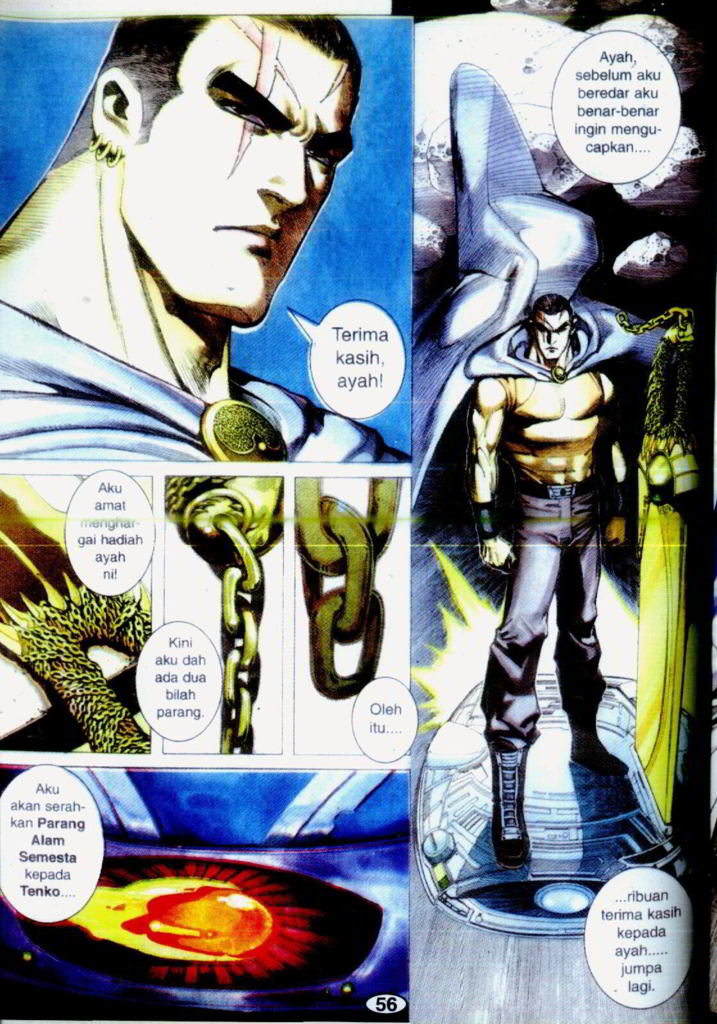 Ayah,
sebelum aku
beredar aku
benar-benar
ingin mengu-
capkan....
Terima
kasih,
ayah!
Aku
amat
menghar-
gai hadiah
ayah
ni!
Kini
aku dah
ada dua
bilah
parang.
Oleh
itu....
Aku
akan serah-
kan Parang
Alam
Semesta
kepada
Tenko....
...ribuan
terima kasih
kepada
ayah.....
jumpa
lagi.
56